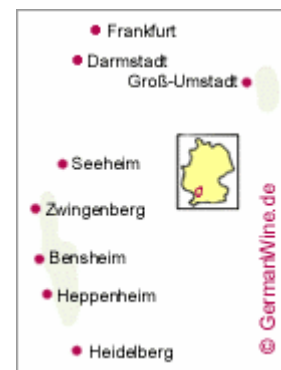 Frankfurt
Darmstadt
Groß-Umstadt
Seeheim
Zwingenberg
Bensheim
Heppenheim
Heidelberg
© GermanWine.de